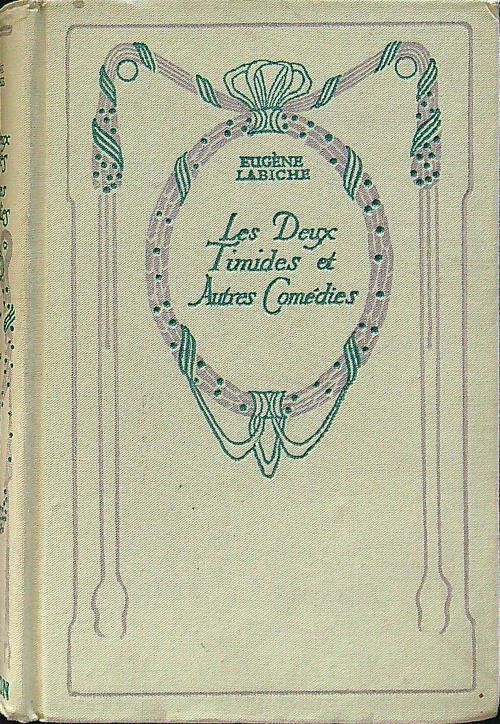 EUGÈNE
LABICHE
Les Deux
Timides et
Autres Comédies